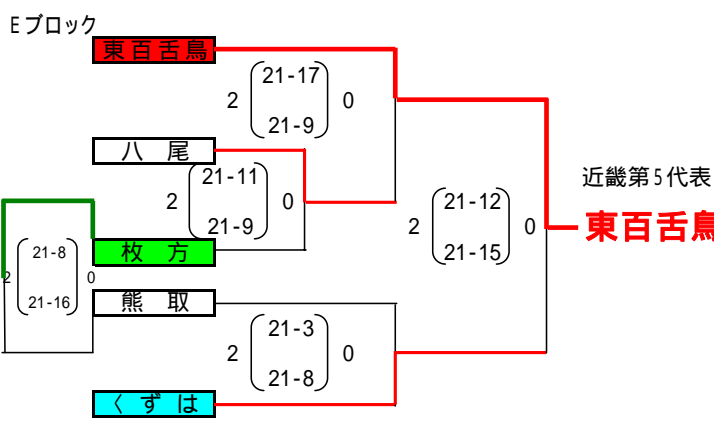 Eブロック
東百舌鳥
21-17
2 0
21-9
八 尾
21-11
2 0
21-9
近畿第5代表
東百舌鳥
21-12
2 0
21-15
枚 方
21-8
2 0
21-16
熊 取
21-3
2 0
21-8
くずは